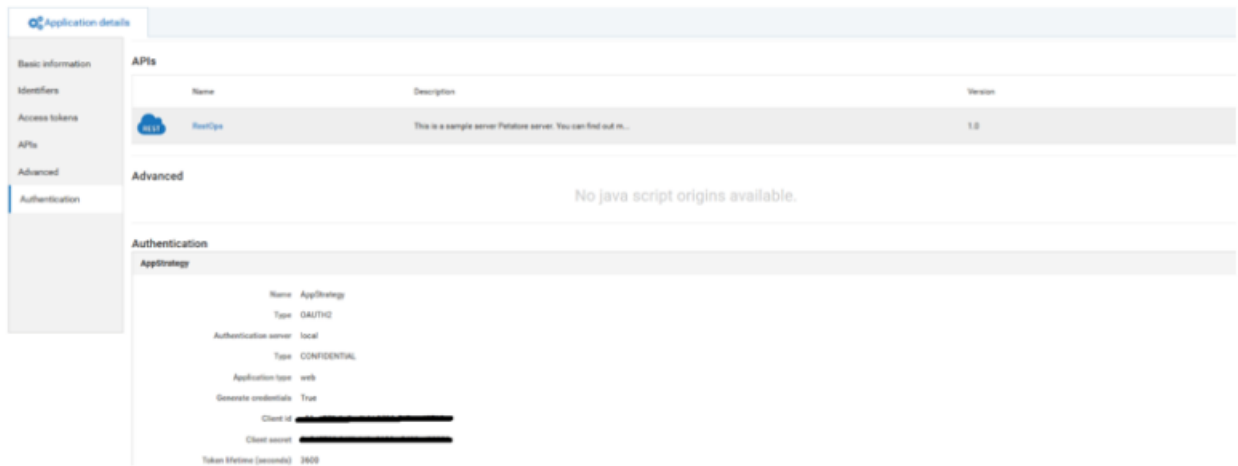 Application details
Basic information
Identifiers
Access tokens
APIs
Advanced
Authentication
APIs
Name Description Version
REST RestOps This is a sample server Petstore server. You can find out m... 1.0
Advanced
No java script origins available.
Authentication
AppStrategy
Name AppStrategy
Type OAUTH2
Authentication server local
Type CONFIDENTIAL
Application type web
Generate credentials True
Client id
Client secret
Token lifetime (seconds) 3600